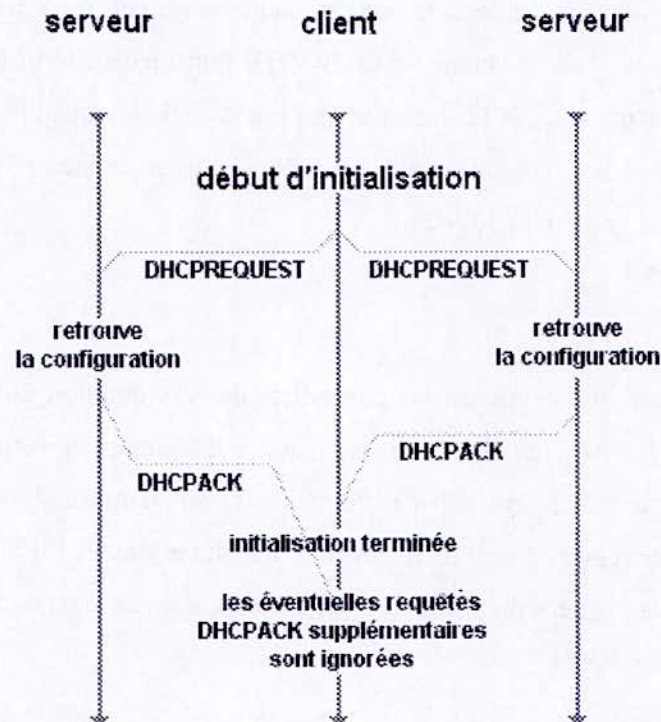 serveur client serveur
début d'initialisation
DHCPREQUEST DHCPREQUEST
retrouve
la configuration
retrouve
la configuration
DHCPACK
DHCPACK
initialisation terminée
les éventuelles requêtés
DHCPACK supplémentaires
sont ignorées